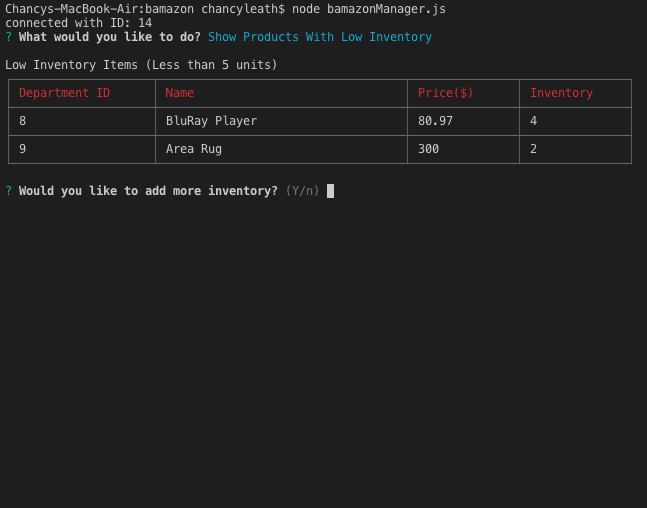 Chancys-MacBook-Air:bamazon chancyleath$ node bamazonManager.js
connected with ID: 14
? What would you like to do? Show Products With Low Inventory
Low Inventory Items (Less than 5 units)
Department ID Name Price($) Inventory
8 BluRay Player 80.97 4
9 Area Rug 300 2
? Would you like to add more inventory? (Y/n)